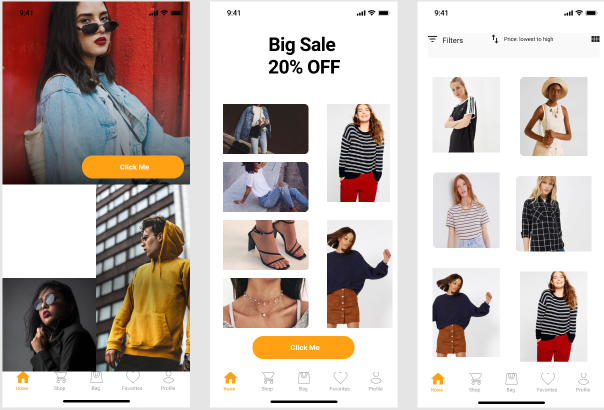 9:41
Click Me
Home
Shop
Bag
Favorites
Profile
9:41
Big Sale
20% OFF
Click Me
Home
Shop
Bag
Favorites
Profile
9:41
Filters
Price: lowest to high
Home
Shop
Bag
Favorites
Profile